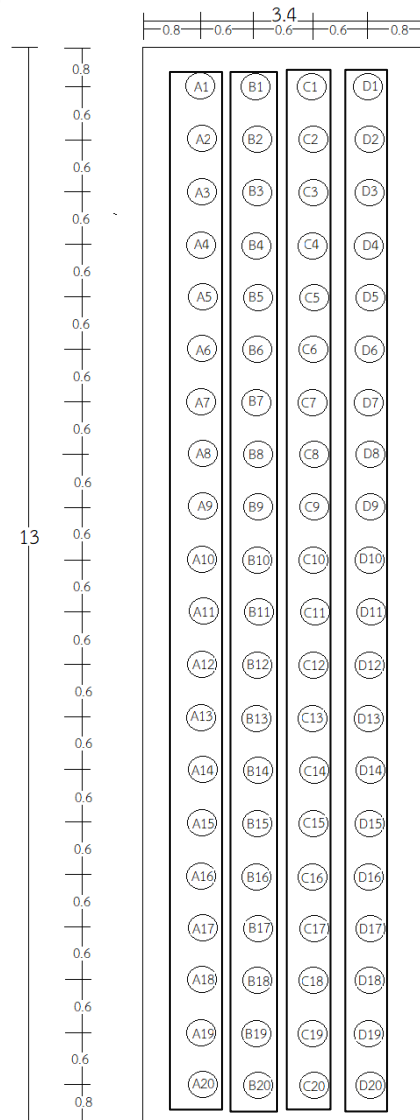 3.4
0.8 0.6 0.6 0.6 0.8
0.8
A1 B1 C1 D1
0.6
A2 B2 C2 D2
0.6
A3 B3 C3 D3
0.6
A4 B4 C4 D4
0.6
A5 B5 C5 D5
0.6
A6 B6 C6 D6
0.6
A7 B7 C7 D7
0.6
A8 B8 C8 D8
0.6
A9 B9 C9 D9
13 0.6
A10 B10 C10 D10
0.6
A11 B11 C11 D11
0.6
A12 B12 C12 D12
0.6
A13 B13 C13 D13
0.6
A14 B14 C14 D14
0.6
A15 B15 C15 D15
0.6
A16 B16 C16 D16
0.6
A17 B17 C17 D17
0.6
A18 B18 C18 D18
0.6
A19 B19 C19 D19
0.6
A20 B20 C20 D20
0.8